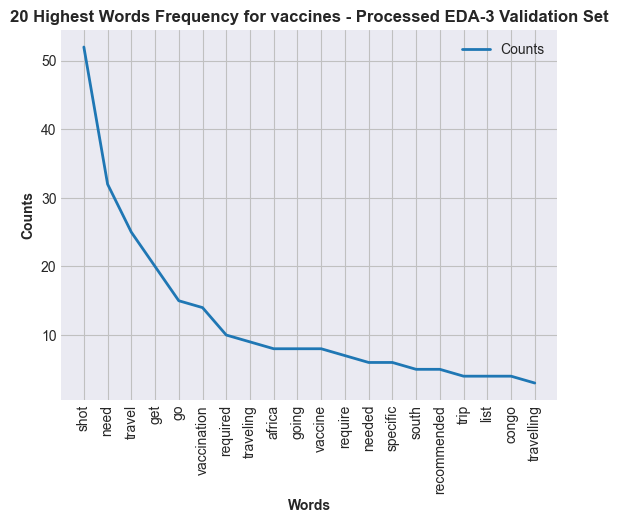 20 Highest Words Frequency for vaccines - Processed EDA-3 Validation Set
Counts
50
40
30
20
10
Counts
shot
need
travel
get
go
vaccination
required
traveling
africa
going
vaccine
require
needed
specific
south
recommended
trip
list
congo
travelling
Words